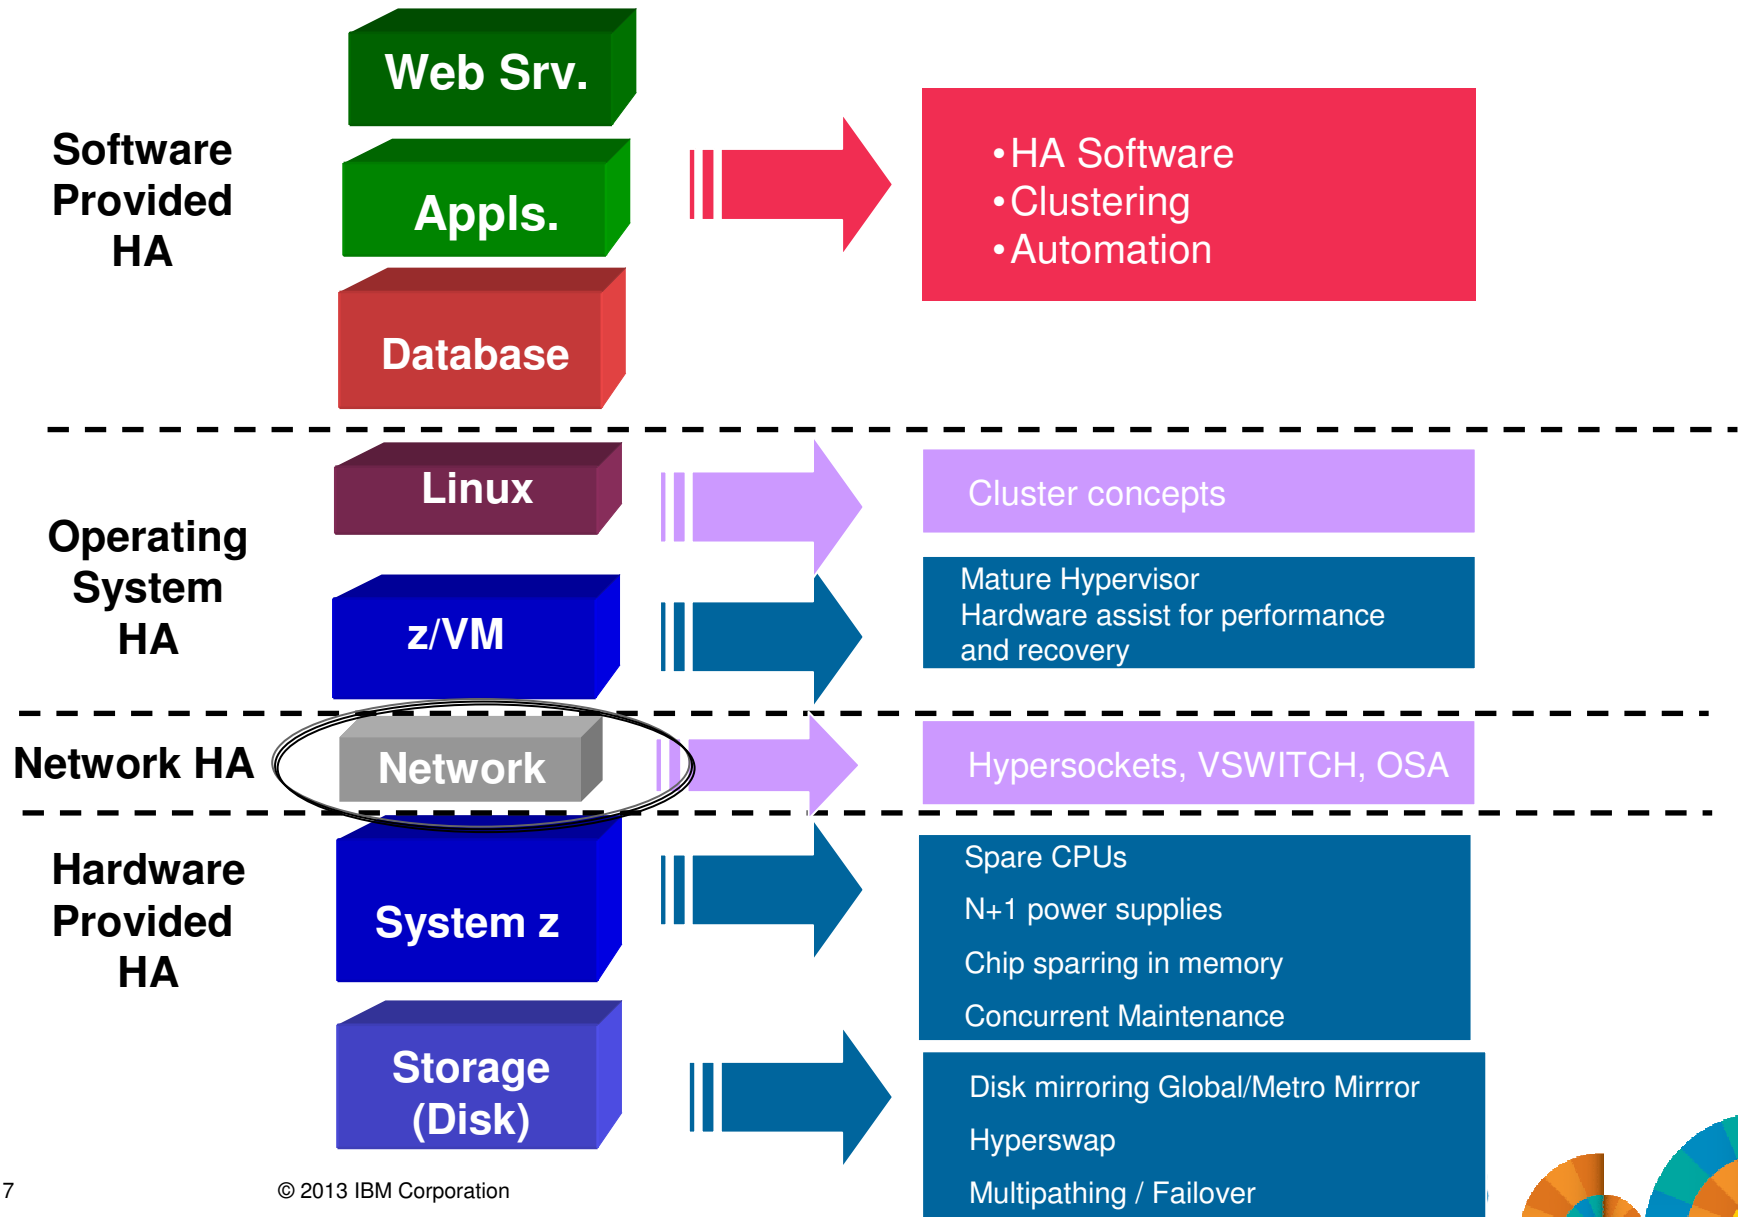 Web Srv.
Software
Provided
HA
Appls.
Database
•HA Software
•Clustering
•Automation
Operating
System
HA
Linux
Cluster concepts
z/VM
Mature Hypervisor
Hardware assist for performance
and recovery
Network HA
Network
Hypersockets, VSWITCH, OSA
Hardware
Provided
HA
System z
Spare CPUs
N+1 power supplies
Chip sparring in memory
Concurrent Maintenance
Storage
(Disk)
Disk mirroring Global/Metro Mirrror
Hyperswap
Multipathing / Failover
7
© 2013 IBM Corporation